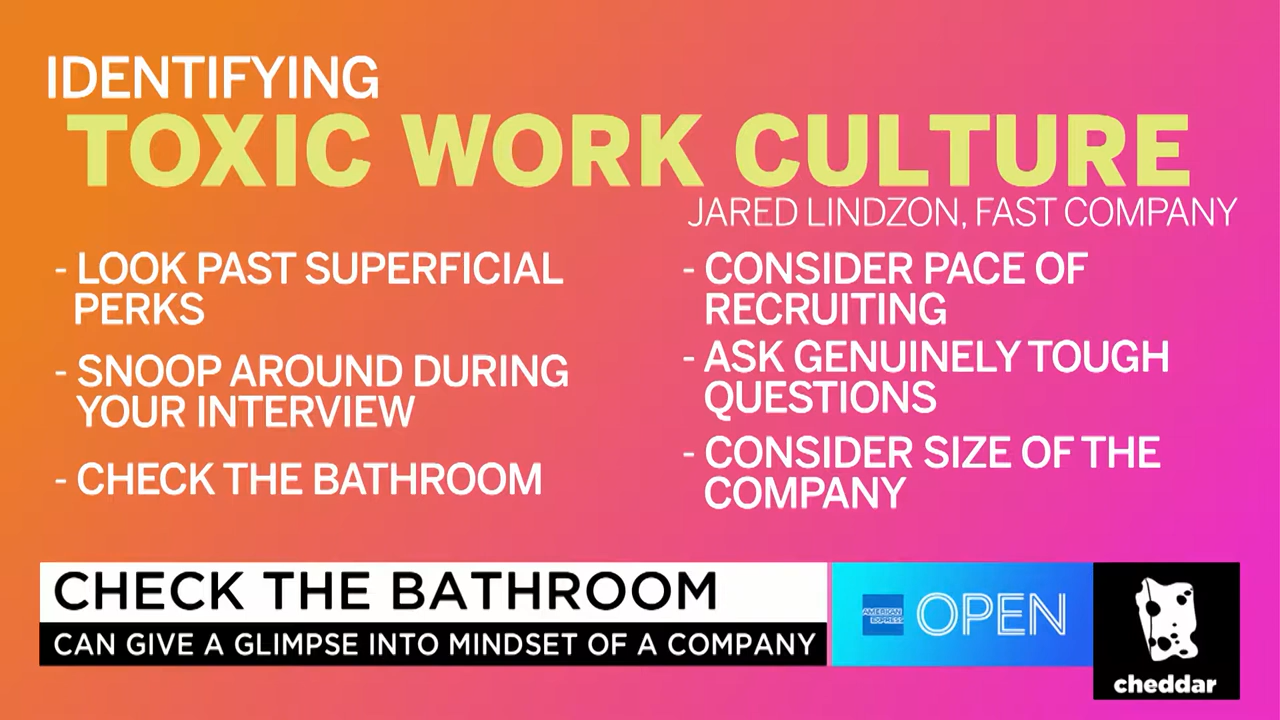 IDENTIFYING
TOXIC WORK CULTURE
JARED LINDZON, FAST COMPANY
- LOOK PAST SUPERFICIAL
PERKS
- SNOOP AROUND DURING
YOUR INTERVIEW
- CHECK THE BATHROOM
- CONSIDER PACE OF
RECRUITING
- ASK GENUINELY TOUGH
QUESTIONS
- CONSIDER SIZE OF THE
COMPANY
CHECK THE BATHROOM
CAN GIVE A GLIMPSE INTO MINDSET OF A COMPANY
AMERICAN
EXPRESS
OPEN
cheddar